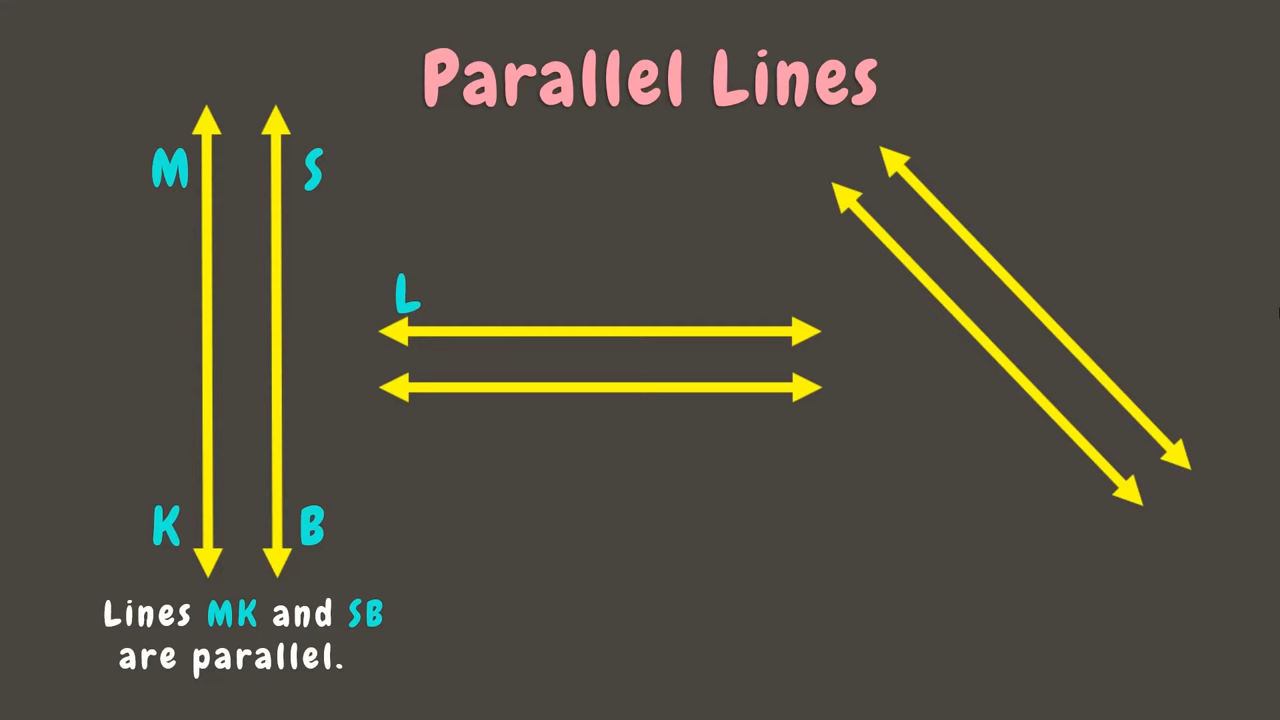 Parallel Lines
M
S
L
K
B
Lines MK and SB
are parallel.